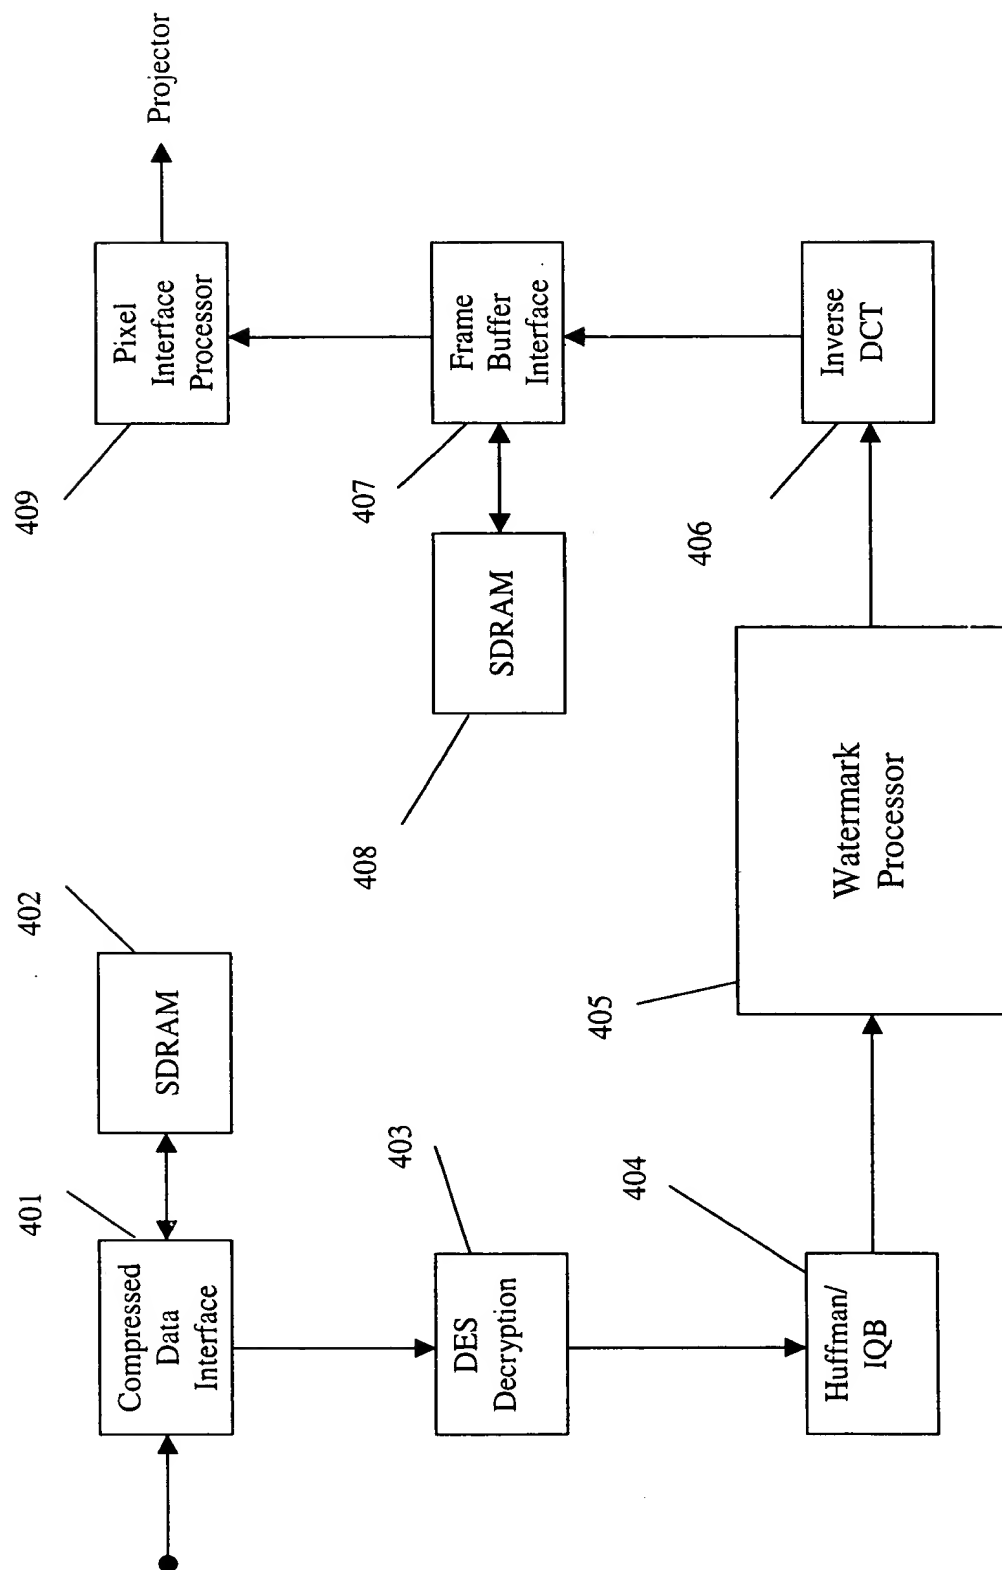 401
Compressed
Data
Interface
402
SDRAM
403
DES
Decryption
404
Huffman/
IQB
405
Watermark
Processor
406
Inverse
DCT
407
Frame
Buffer
Interface
408
SDRAM
409
Pixel
Interface
Processor
Projector